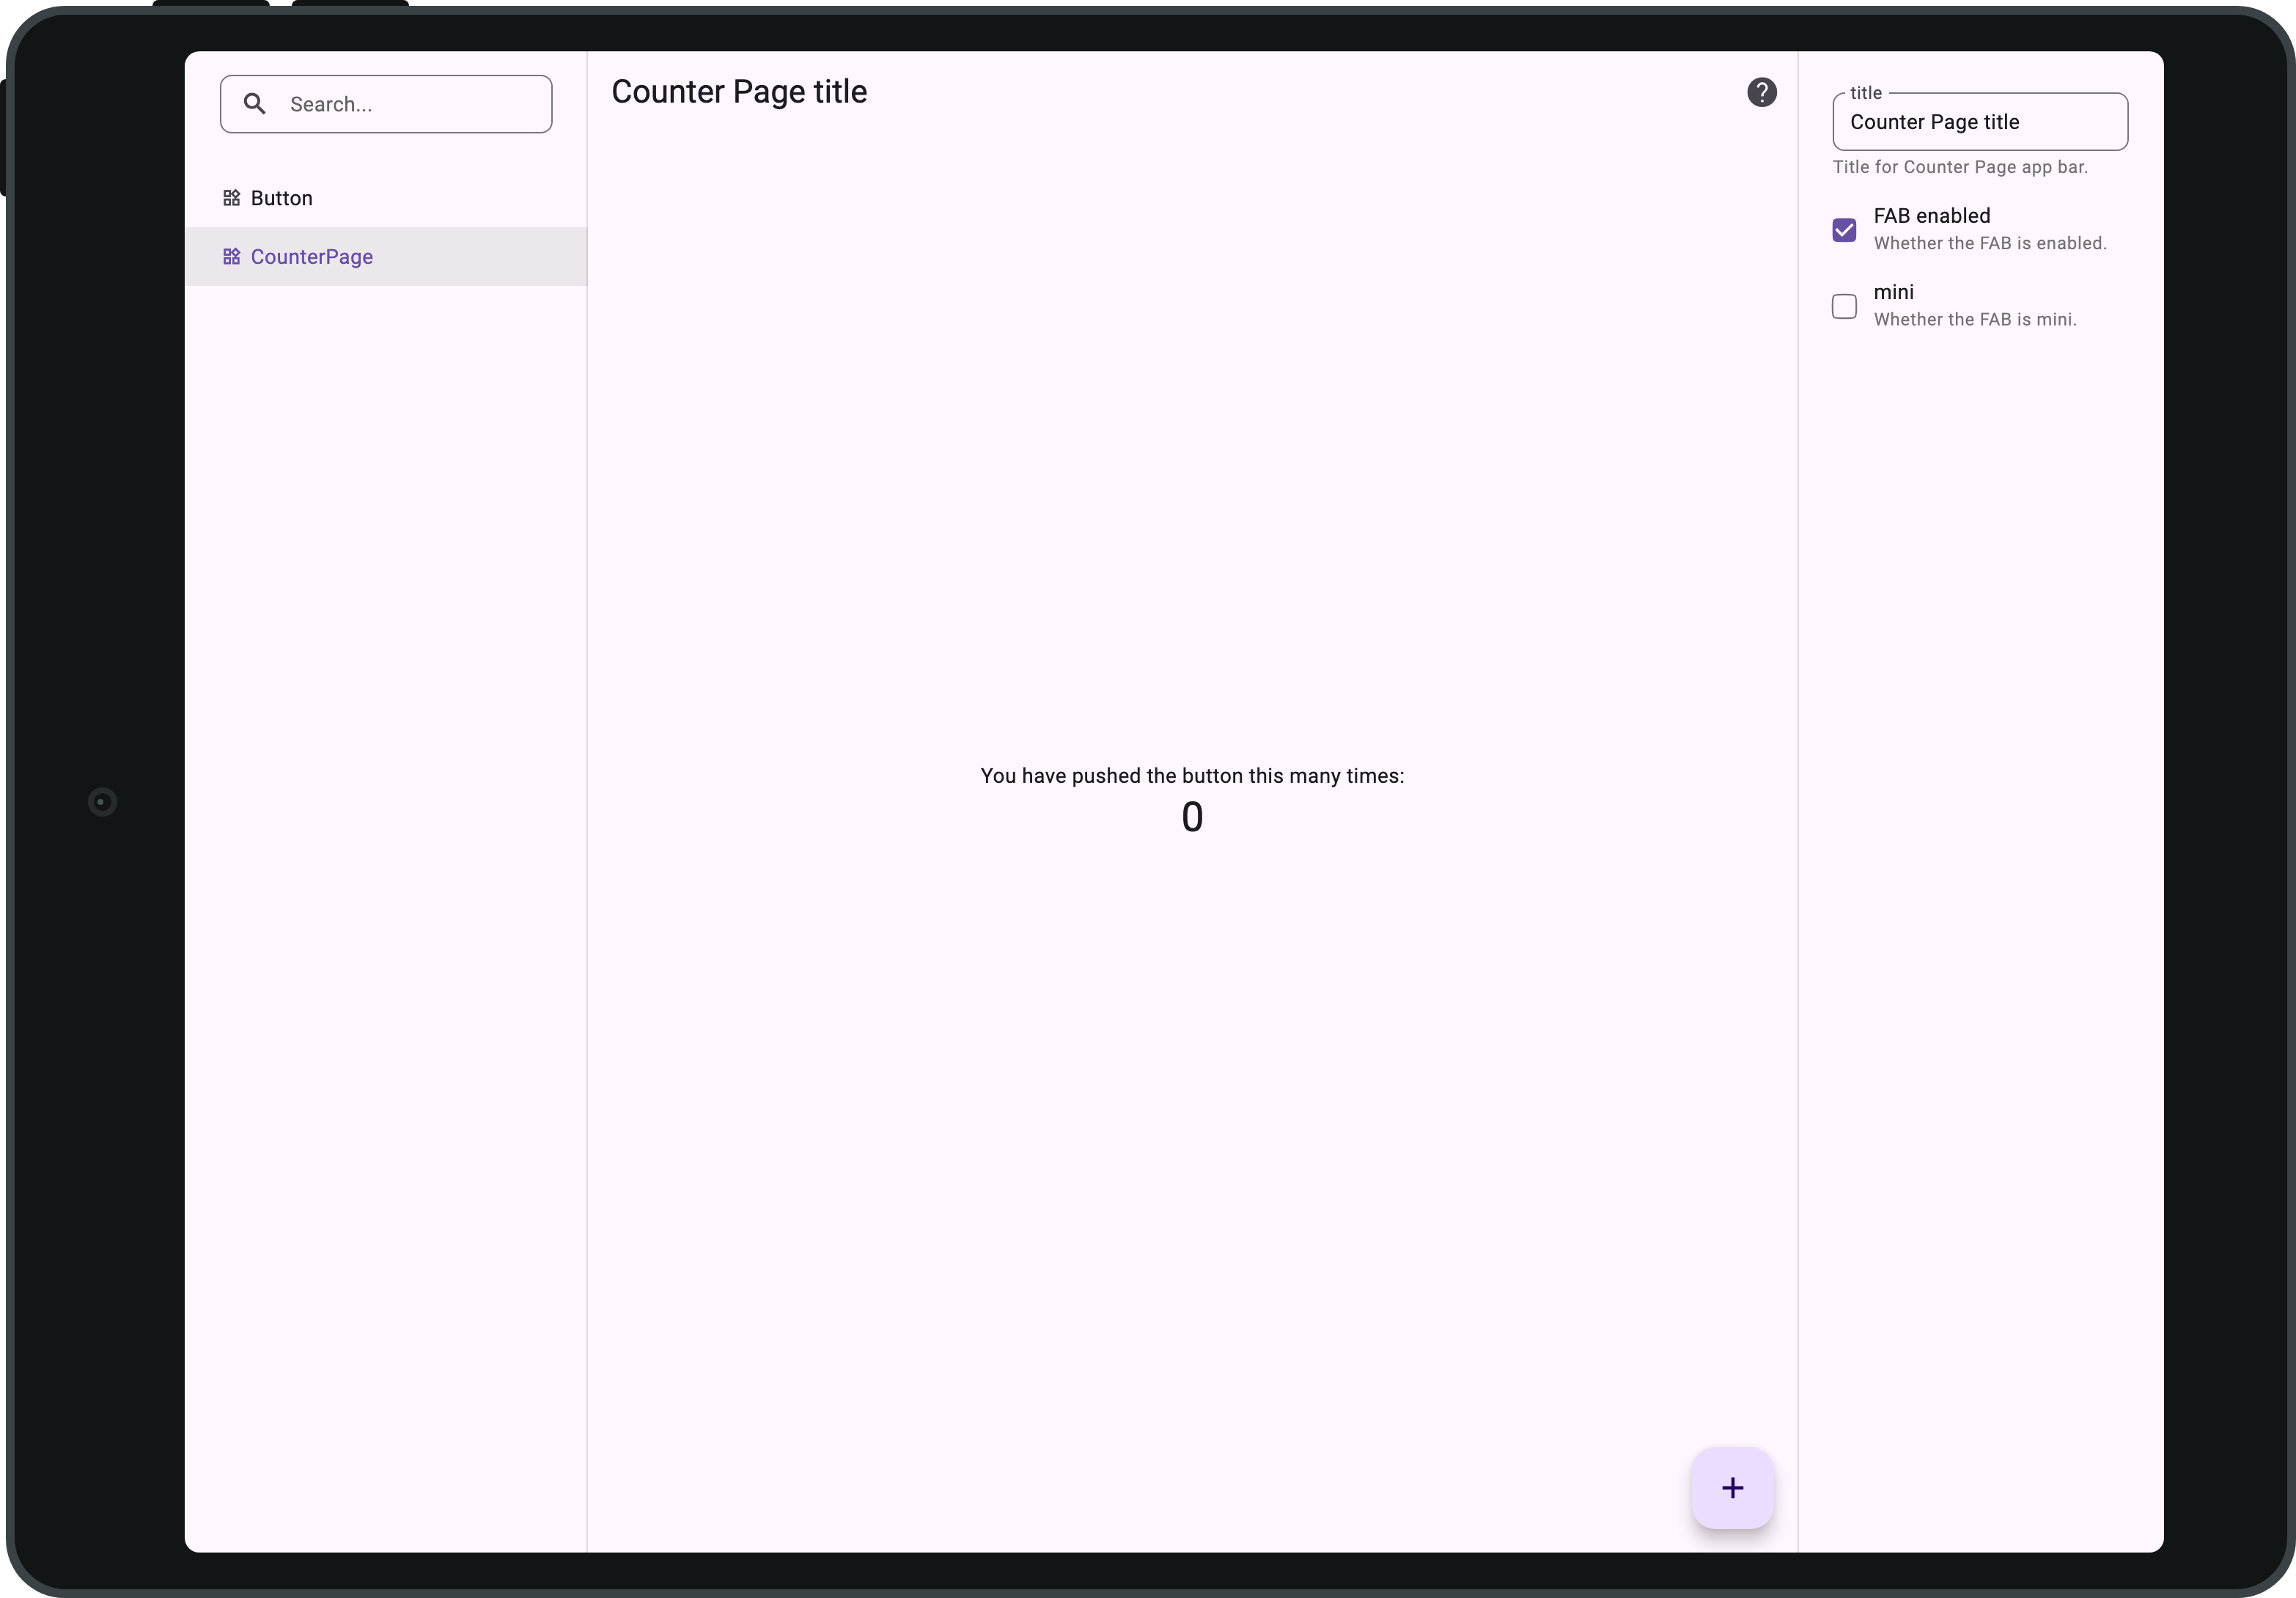 Search...
Button
CounterPage
Counter Page title
You have pushed the button this many times:
0
title
Counter Page title
Title for Counter Page app bar.
FAB enabled
Whether the FAB is enabled.
mini
Whether the FAB is mini.